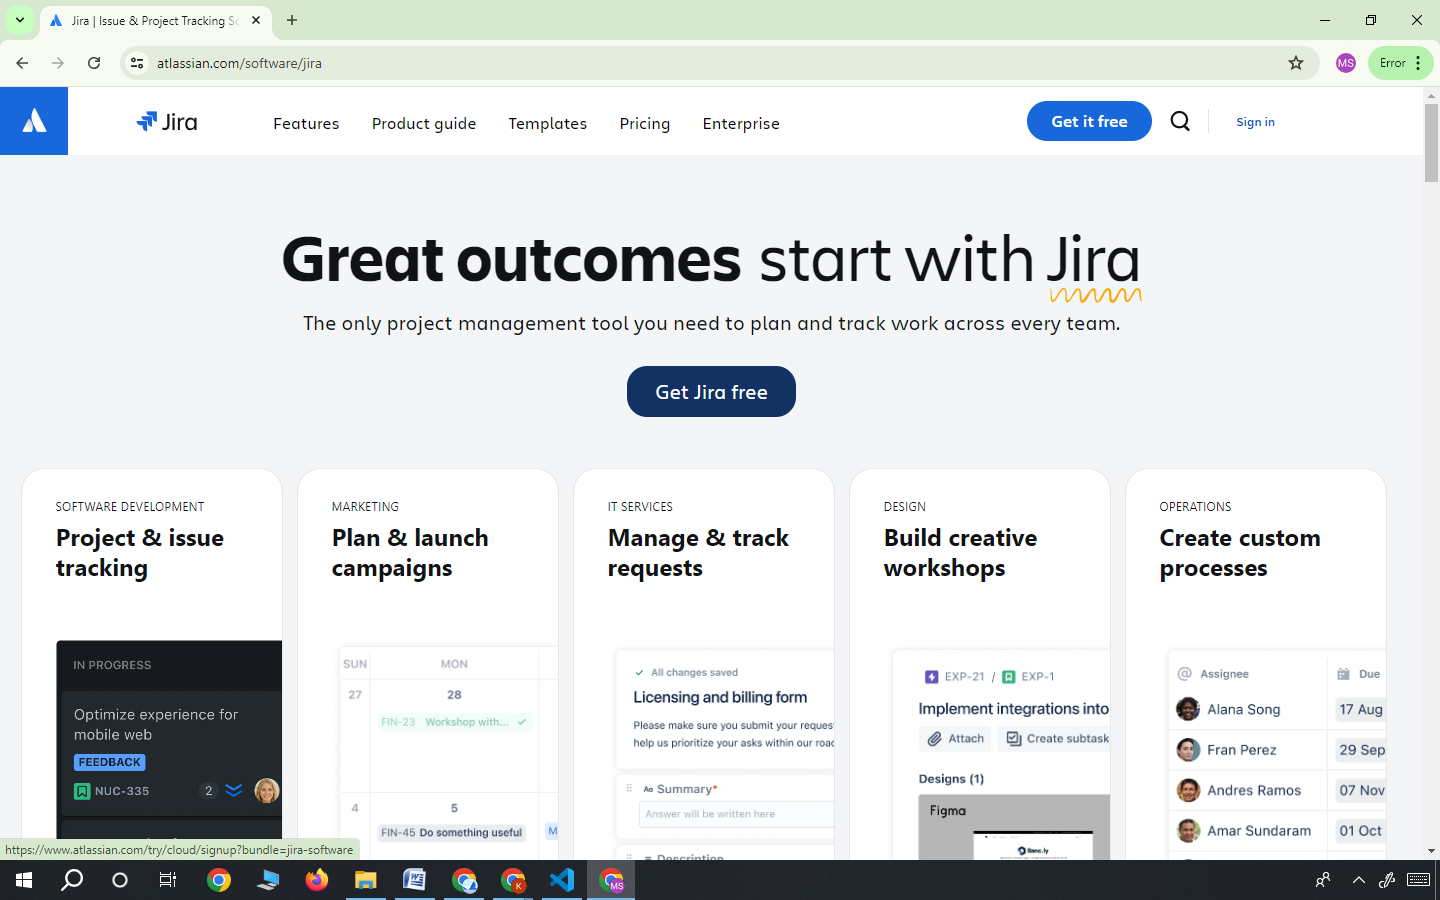 Jira | Issue & Project Tracking So
atlassian.com/software/jira
MS
Error
Jira
Features
Product guide
Templates
Pricing
Enterprise
Get it free
Sign in
Great outcomes start with Jira
The only project management tool you need to plan and track work across every team.
Get Jira free
SOFTWARE DEVELOPMENT
Project & issue
tracking
IN PROGRESS
Optimize experience for
mobile web
FEEDBACK
NUC-335
2
MARKETING
Plan & launch
campaigns
SUN MON
27 28
FIN-23 Workshop with...
4 5
FIN-45 Do something useful
M
IT SERVICES
Manage & track
requests
All changes saved
Licensing and billing form
Please make sure you submit your reques
help us prioritize your asks within our road
Aa Summary*
Answer will be written here
Description
DESIGN
Build creative
workshops
EXP-21 / EXP-1
Implement integrations into
Attach
Create subtask
Designs (1)
Figma
Banc.ly
OPERATIONS
Create custom
processes
Assignee Due
Alana Song 17 Aug
Fran Perez 29 Sep
Andres Ramos 07 Nov
Amar Sundaram 01 Oct
https://www.atlassian.com/try/cloud/signup?bundle=jira-software
K
MS